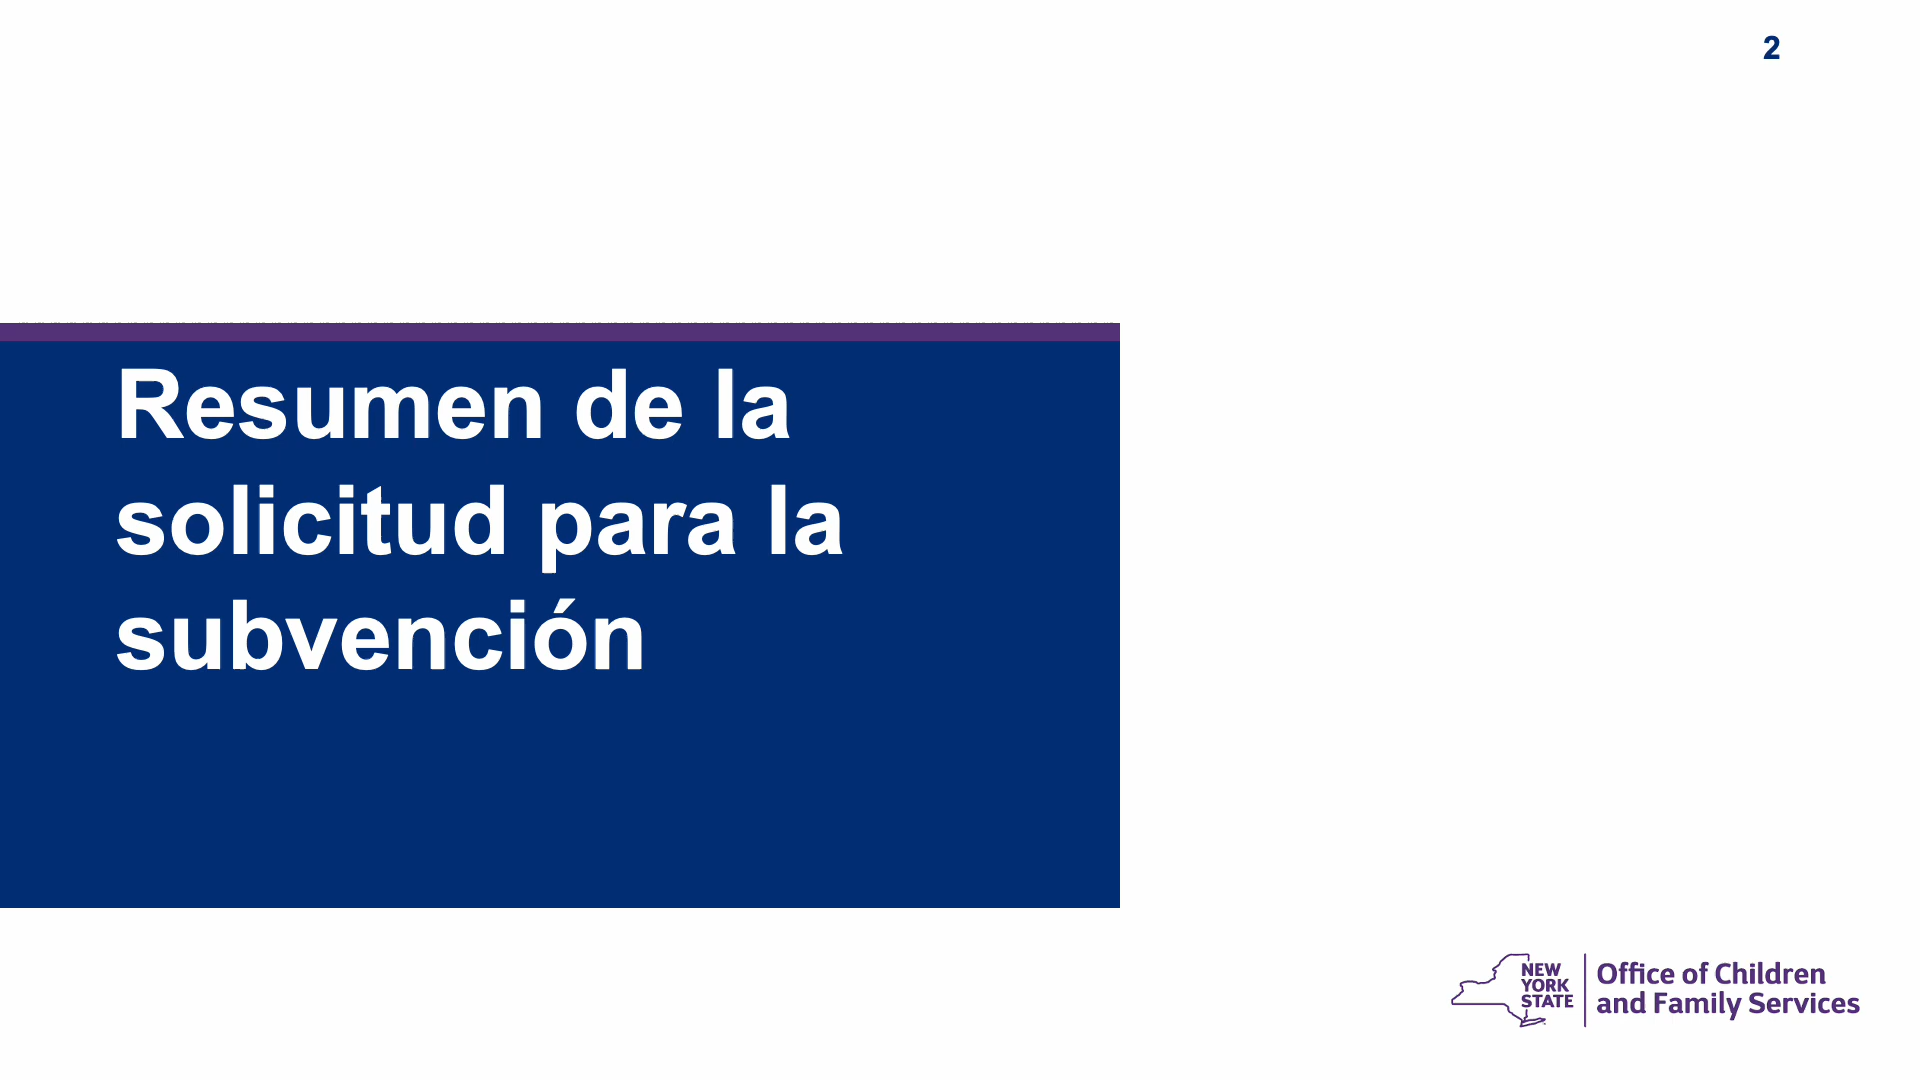 2
Resumen de la
solicitud para la
subvención
NEW
YORK
STATE
Office of Children
and Family Services